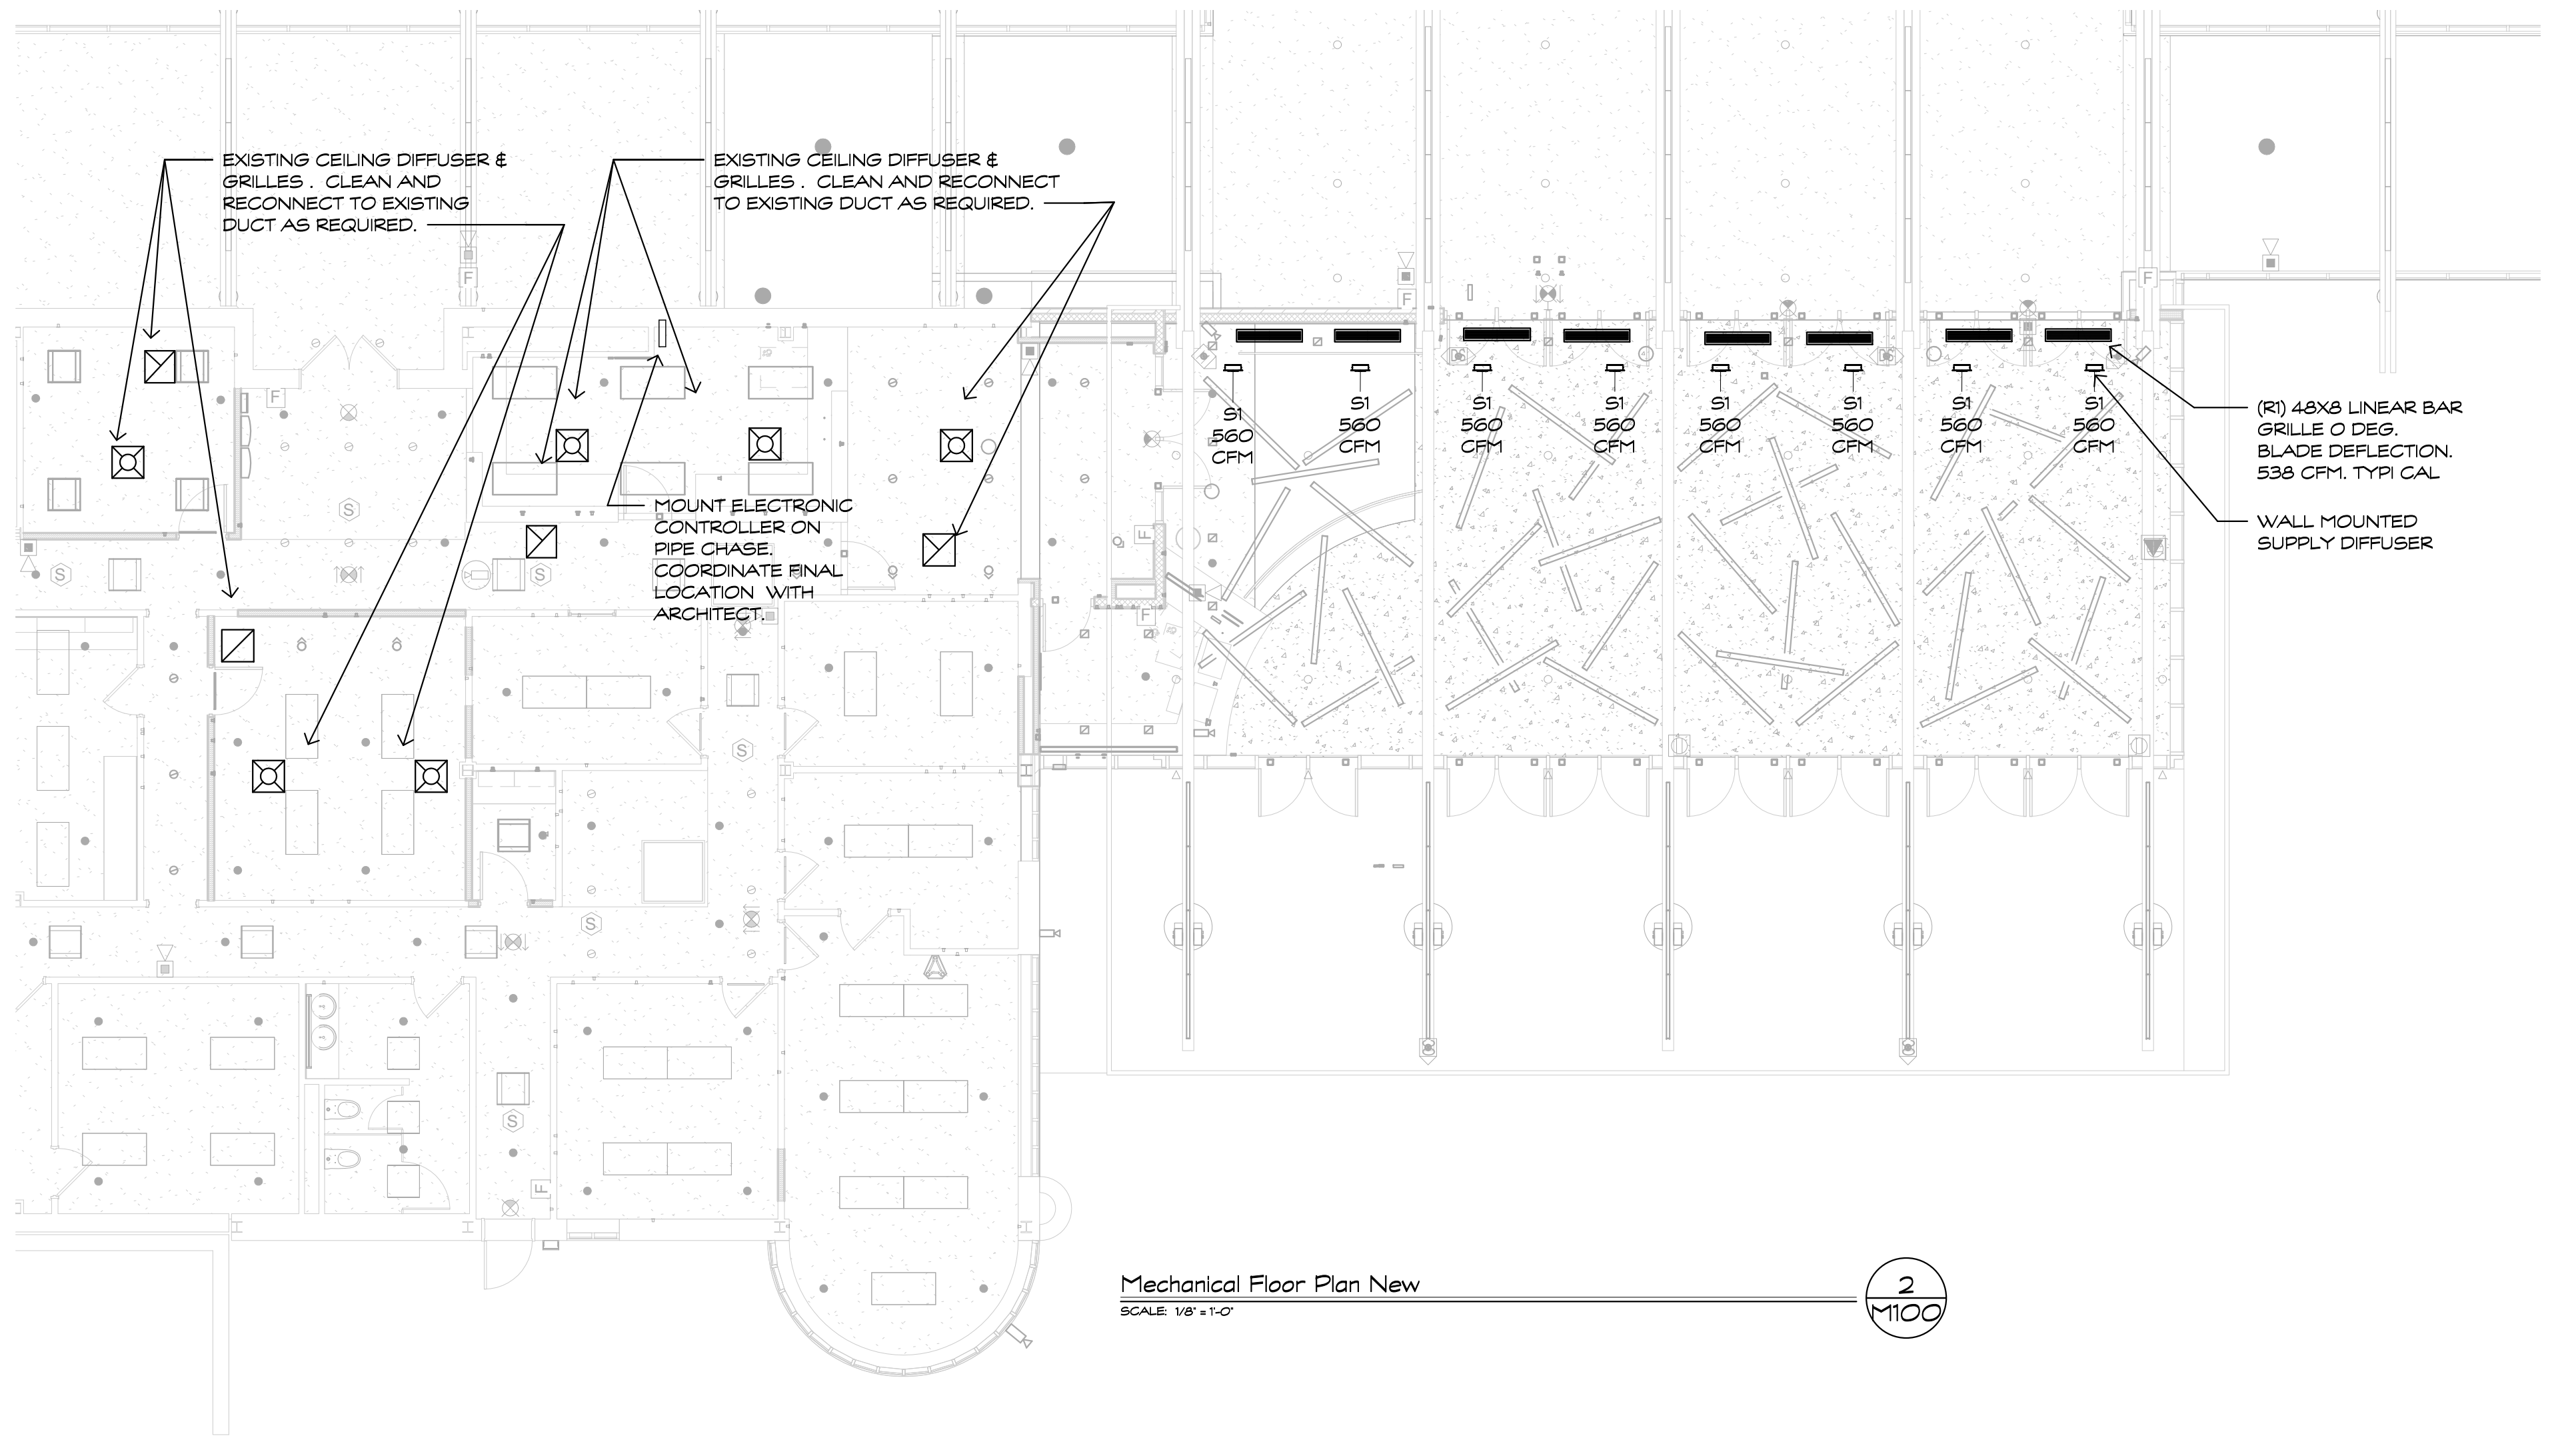 EXISTING CEILING DIFFUSER &
GRILLES .  CLEAN AND
RECONNECT TO EXISTING
DUCT AS REQUIRED.
EXISTING CEILING DIFFUSER &
GRILLES .  CLEAN AND RECONNECT
TO EXISTING DUCT AS REQUIRED.
F
F
F
F
S1
560
CFM
S1
560
CFM
S1
560
CFM
S1
560
CFM
S1
560
CFM
S1
560
CFM
S1
560
CFM
S1
560
CFM
(R1) 48X8 LINEAR BAR
GRILLE 0 DEG.
BLADE DEFLECTION.
538 CFM. TYPI CAL
WALL MOUNTED
SUPPLY DIFFUSER
MOUNT ELECTRONIC
CONTROLLER ON
PIPE CHASE.
COORDINATE FINAL
LOCATION  WITH
ARCHITECT.
S
S
S
F
F
S
S
S
F
Mechanical Floor Plan New
SCALE:  1/8" = 1'-0"
2
M100